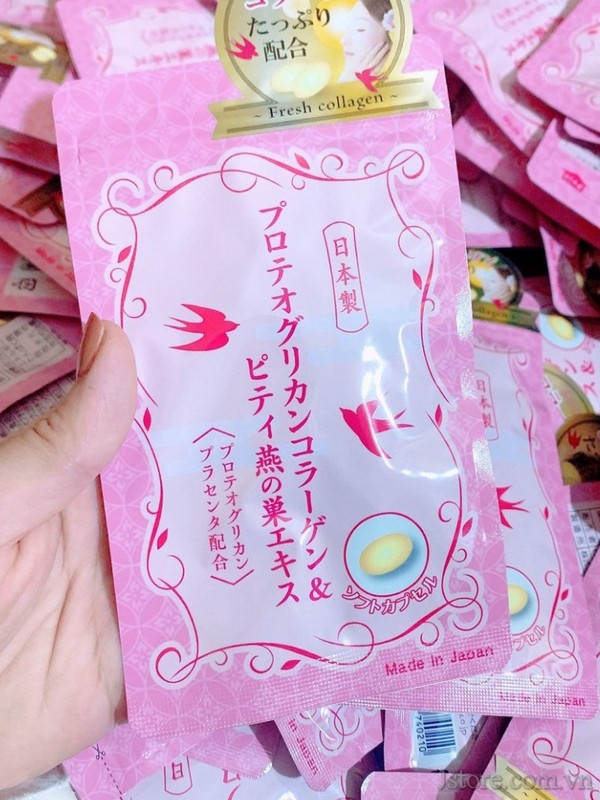 たっぷり
配合
~ Fresh collagen ~
日本製
プロテオグリカンコラーゲン&
ピティ燕の巣エキス
〈プロテオグリカン〉
プラセンタ配合
ソフトカプセル
Made in Japan
日本製
Made in Japan
740210
Jstore.com.vn